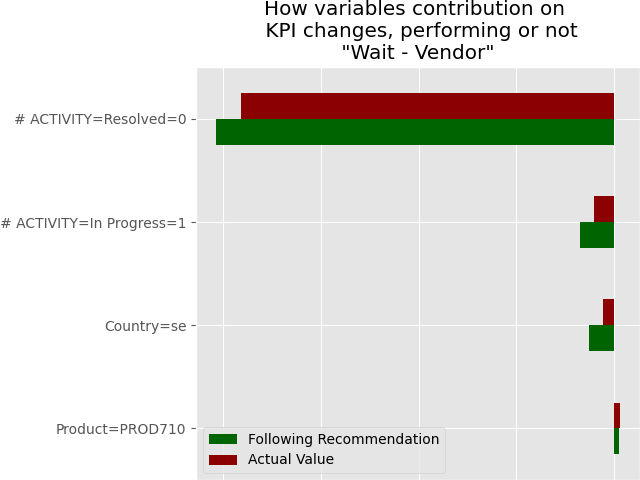 How variables contribution on
KPI changes, performing or not
"Wait - Vendor"
# ACTIVITY=Resolved=0
# ACTIVITY=In Progress=1
Country=se
Product=PROD710
Following Recommendation
Actual Value